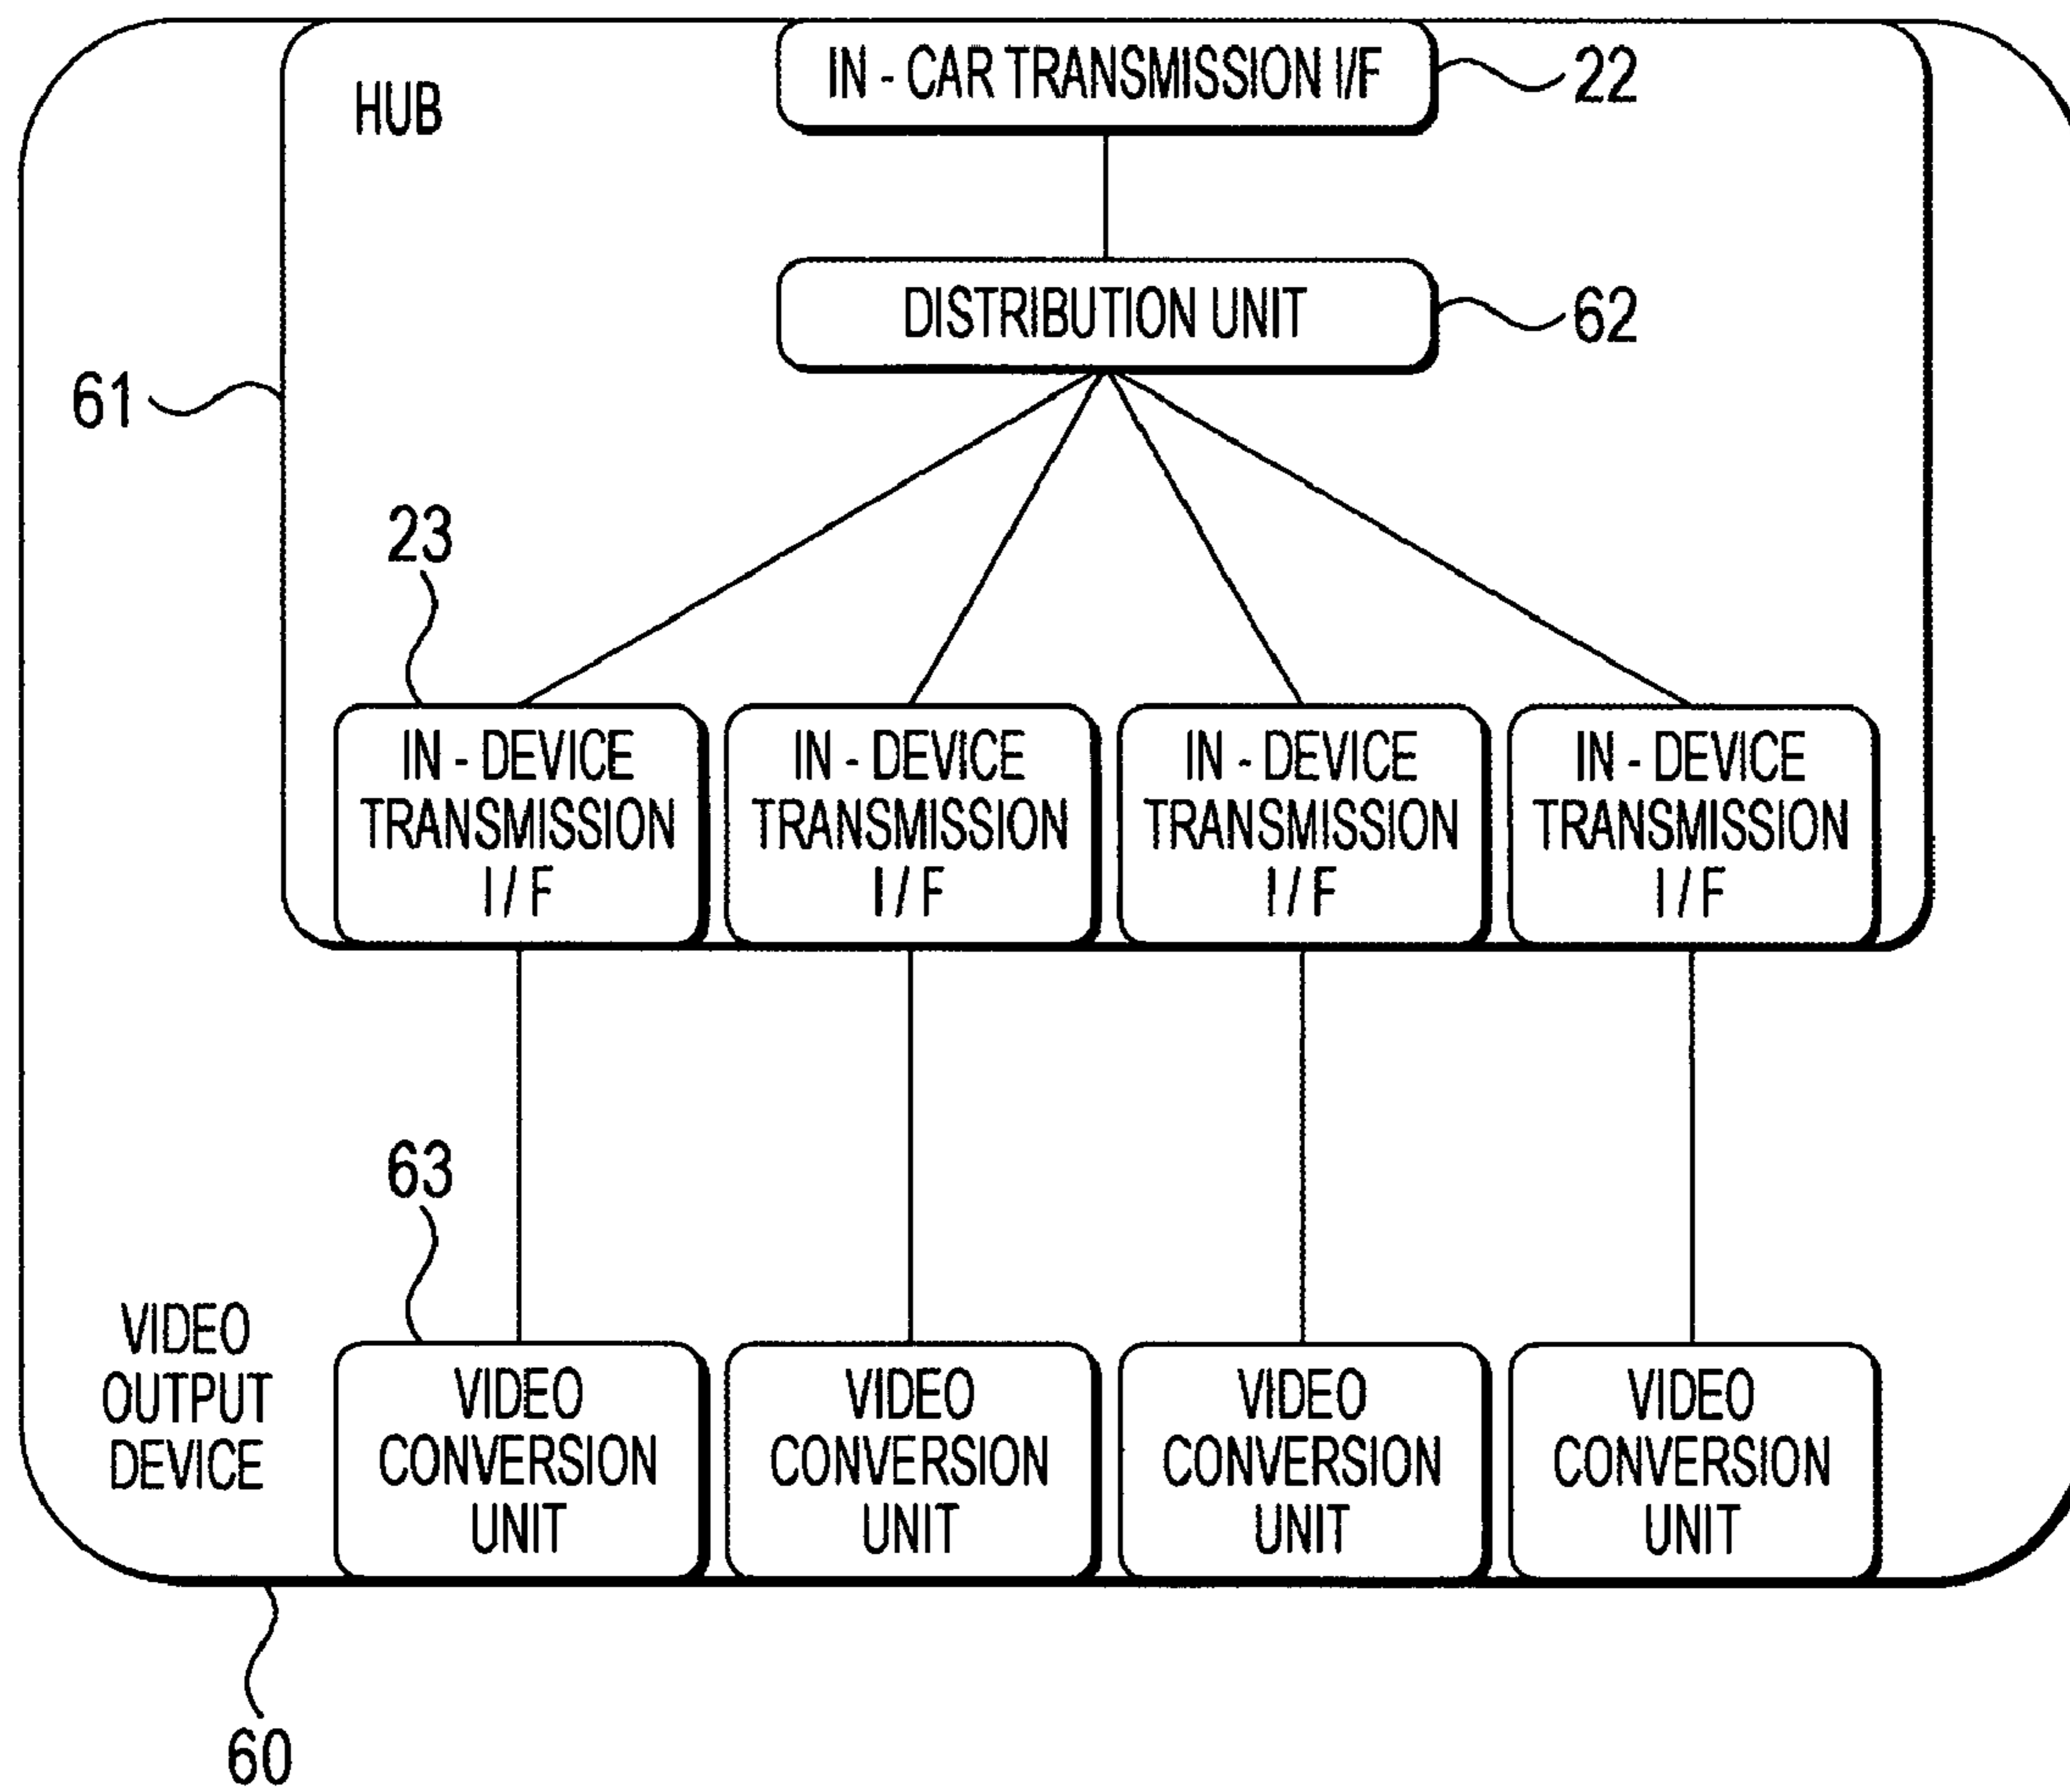 IN - CAR TRANSMISSION I/F
22
HUB
DISTRIBUTION UNIT
62
61
23
IN - DEVICE
TRANSMISSION
I / F
IN - DEVICE
TRANSMISSION
I / F
IN - DEVICE
TRANSMISSION
I / F
IN - DEVICE
TRANSMISSION
I / F
63
VIDEO
OUTPUT
DEVICE
VIDEO
CONVERSION
UNIT
VIDEO
CONVERSION
UNIT
VIDEO
CONVERSION
UNIT
VIDEO
CONVERSION
UNIT
60